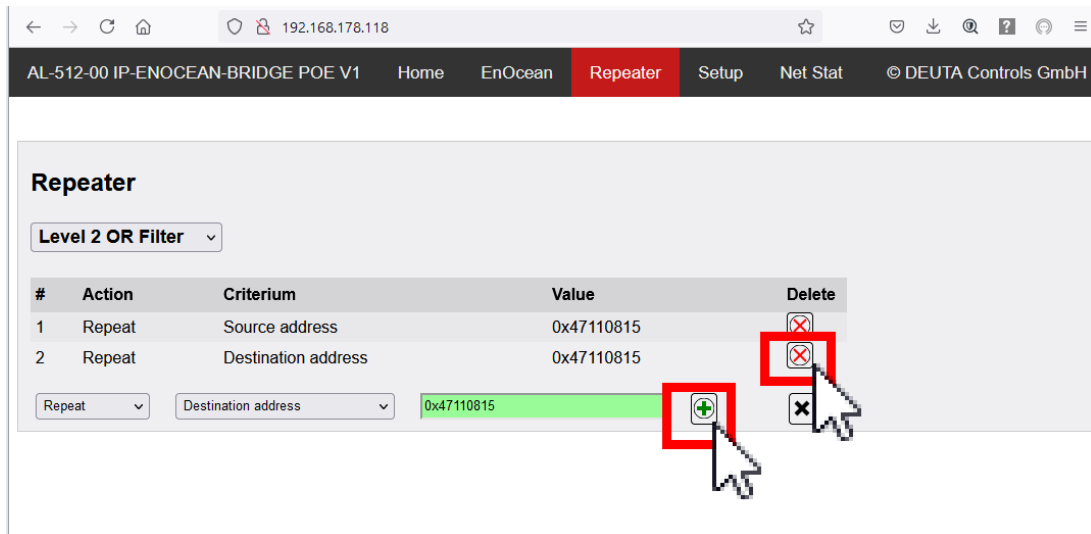 192.168.178.118
AL-512-00 IP-ENOCEAN-BRIDGE POE V1 Home EnOcean Repeater Setup Net Stat © DEUTA Controls GmbH
Repeater
Level 2 OR Filter
# Action Criterium Value Delete
1 Repeat Source address 0x47110815
2 Repeat Destination address 0x47110815
Repeat Destination address 0x47110815